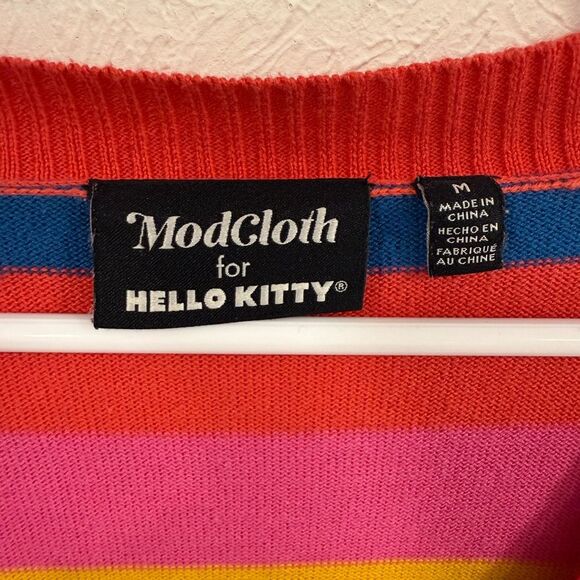 ModCloth
for
HELLO KITTY®
M
MADE IN
CHINA
HECHO EN
CHINA
FABRIQUÉ
AU CHINE